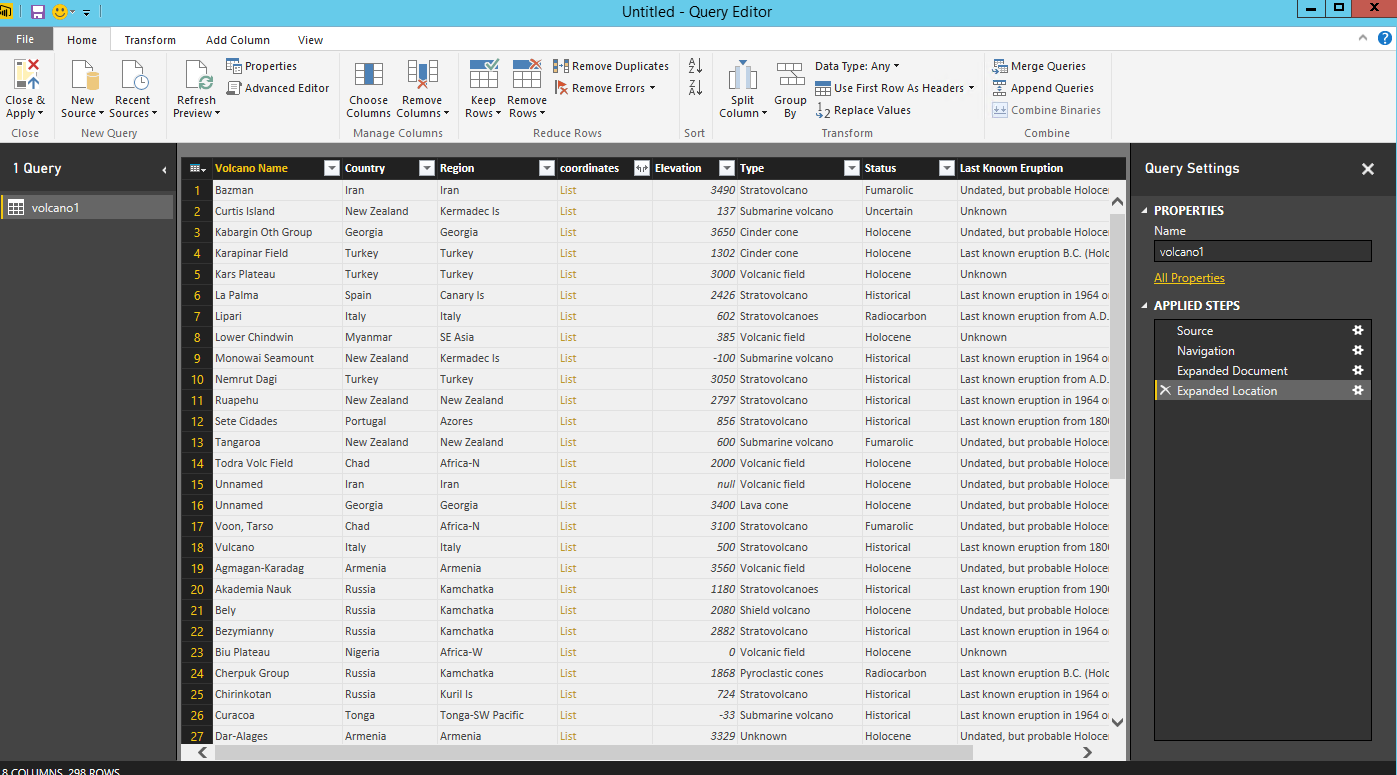 Untitled - Query Editor
File Home Transform Add Column View
Close & Apply
New Source
Recent Sources
Refresh Preview
Properties
Advanced Editor
Choose Columns
Remove Columns
Keep Rows
Remove Rows
Remove Duplicates
Remove Errors
Split Column
Group By
Data Type: Any
Use First Row As Headers
Replace Values
Merge Queries
Append Queries
Combine Binaries
Close New Query Manage Columns Reduce Rows Sort Transform Combine
1 Query
volcano1
Volcano Name Country Region coordinates Elevation Type Status Last Known Eruption
1 Bazman Iran Iran List 3490 Stratovolcano Fumarolic Undated, but probable Holoce
2 Curtis Island New Zealand Kermadec Is List 137 Submarine volcano Uncertain Unknown
3 Kabargin Oth Group Georgia Georgia List 3650 Cinder cone Holocene Undated, but probable Holoce
4 Karapinar Field Turkey Turkey List 1302 Cinder cone Holocene Last known eruption B.C. (Holo
5 Kars Plateau Turkey Turkey List 3000 Volcanic field Holocene Unknown
6 La Palma Spain Canary Is List 2426 Stratovolcano Historical Last known eruption in 1964 o
7 Lipari Italy Italy List 602 Stratovolcanoes Radiocarbon Last known eruption from A.D.
8 Lower Chindwin Myanmar SE Asia List 385 Volcanic field Holocene Unknown
9 Monowai Seamount New Zealand Kermadec Is List -100 Submarine volcano Historical Last known eruption in 1964 o
10 Nemrut Dagi Turkey Turkey List 3050 Stratovolcano Historical Last known eruption from A.D.
11 Ruapehu New Zealand New Zealand List 2797 Stratovolcano Historical Last known eruption in 1964 o
12 Sete Cidades Portugal Azores List 856 Stratovolcano Historical Last known eruption from 1800
13 Tangaroa New Zealand New Zealand List 600 Submarine volcano Fumarolic Undated, but probable Holoce
14 Todra Volc Field Chad Africa-N List 2000 Volcanic field Holocene Undated, but probable Holoce
15 Unnamed Iran Iran List null Volcanic field Holocene Undated, but probable Holoce
16 Unnamed Georgia Georgia List 3400 Lava cone Holocene Undated, but probable Holoce
17 Voon, Tarso Chad Africa-N List 3100 Stratovolcano Fumarolic Undated, but probable Holoce
18 Vulcano Italy Italy List 500 Stratovolcano Historical Last known eruption from 1800
19 Agmagan-Karadag Armenia Armenia List 3560 Volcanic field Holocene Undated, but probable Holoce
20 Akademia Nauk Russia Kamchatka List 1180 Stratovolcanoes Historical Last known eruption from 1900
21 Bely Russia Kamchatka List 2080 Shield volcano Holocene Undated, but probable Holoce
22 Bezymianny Russia Kamchatka List 2882 Stratovolcano Historical Last known eruption in 1964 o
23 Biu Plateau Nigeria Africa-W List 0 Volcanic field Holocene Unknown
24 Cherpuk Group Russia Kamchatka List 1868 Pyroclastic cones Radiocarbon Last known eruption B.C. (Holo
25 Chirinkotan Russia Kuril Is List 724 Stratovolcano Historical Last known eruption in 1964 o
26 Curacoa Tonga Tonga-SW Pacific List -33 Submarine volcano Historical Last known eruption in 1964 o
27 Dar-Alages Armenia Armenia List 3329 Unknown Holocene Undated, but probable Holoce
Query Settings
PROPERTIES
Name
volcano1
All Properties
APPLIED STEPS
Source
Navigation
Expanded Document
Expanded Location
8 COLUMNS, 298 ROWS